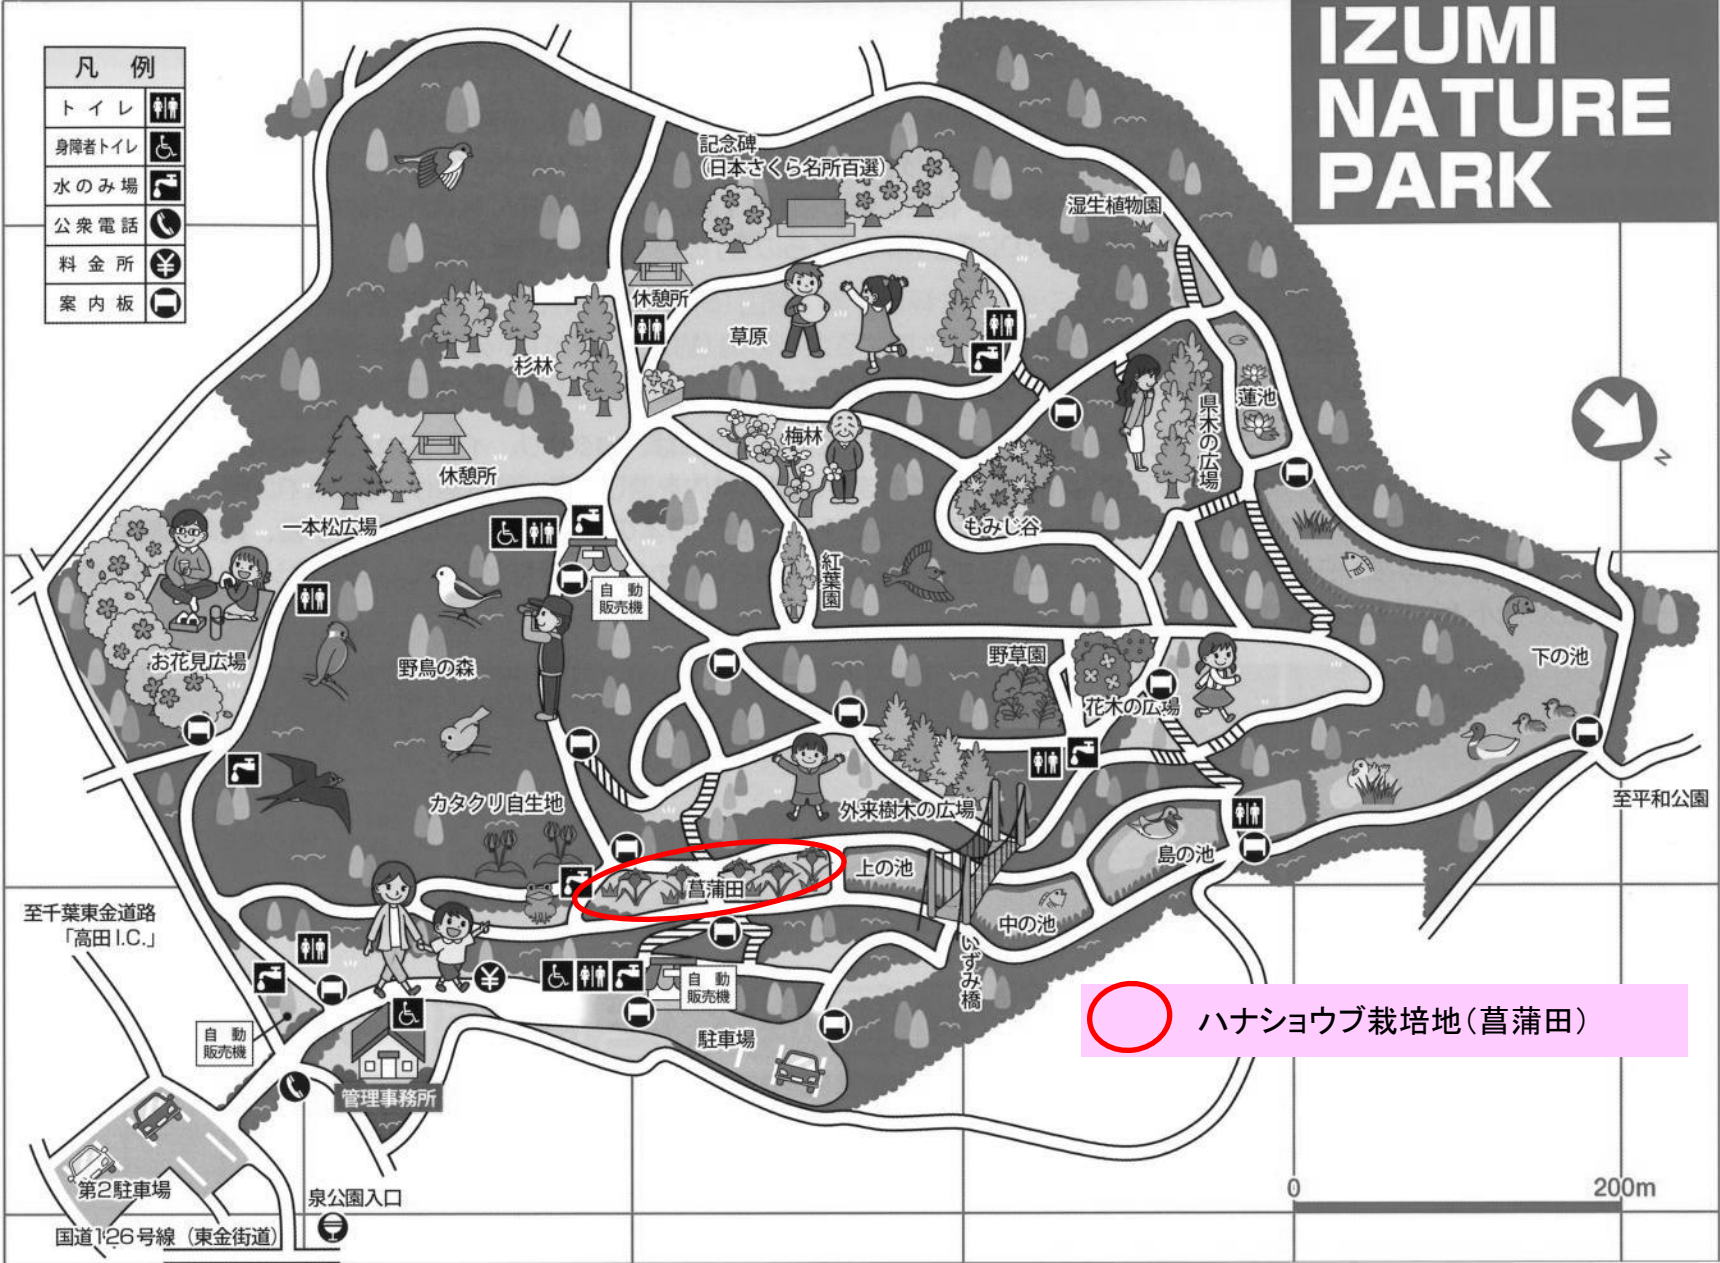 IZUMI
NATURE
PARK
凡 例
トイレ
身障者トイレ
水のみ場
公衆電話
料金所
案内板
記念碑
(日本さくら名所百選)
湿生植物園
休憩所
草原
杉林
蓮池
県木の広場
梅林
休憩所
一本松広場
もみじ谷
紅葉園
自 動
販売機
N
お花見広場
野鳥の森
野草園
下の池
花木の広場
カタクリ自生地
外来樹木の広場
至平和公園
島の池
上の池
菖蒲田
中の池
至千葉東金道路
「高田I.C.」
いずみ橋
自 動
販売機
ハナショウブ栽培地(菖蒲田)
自 動
販売機
駐車場
管理事務所
第2駐車場
泉公園入口
国道126号線(東金街道)
0
200m